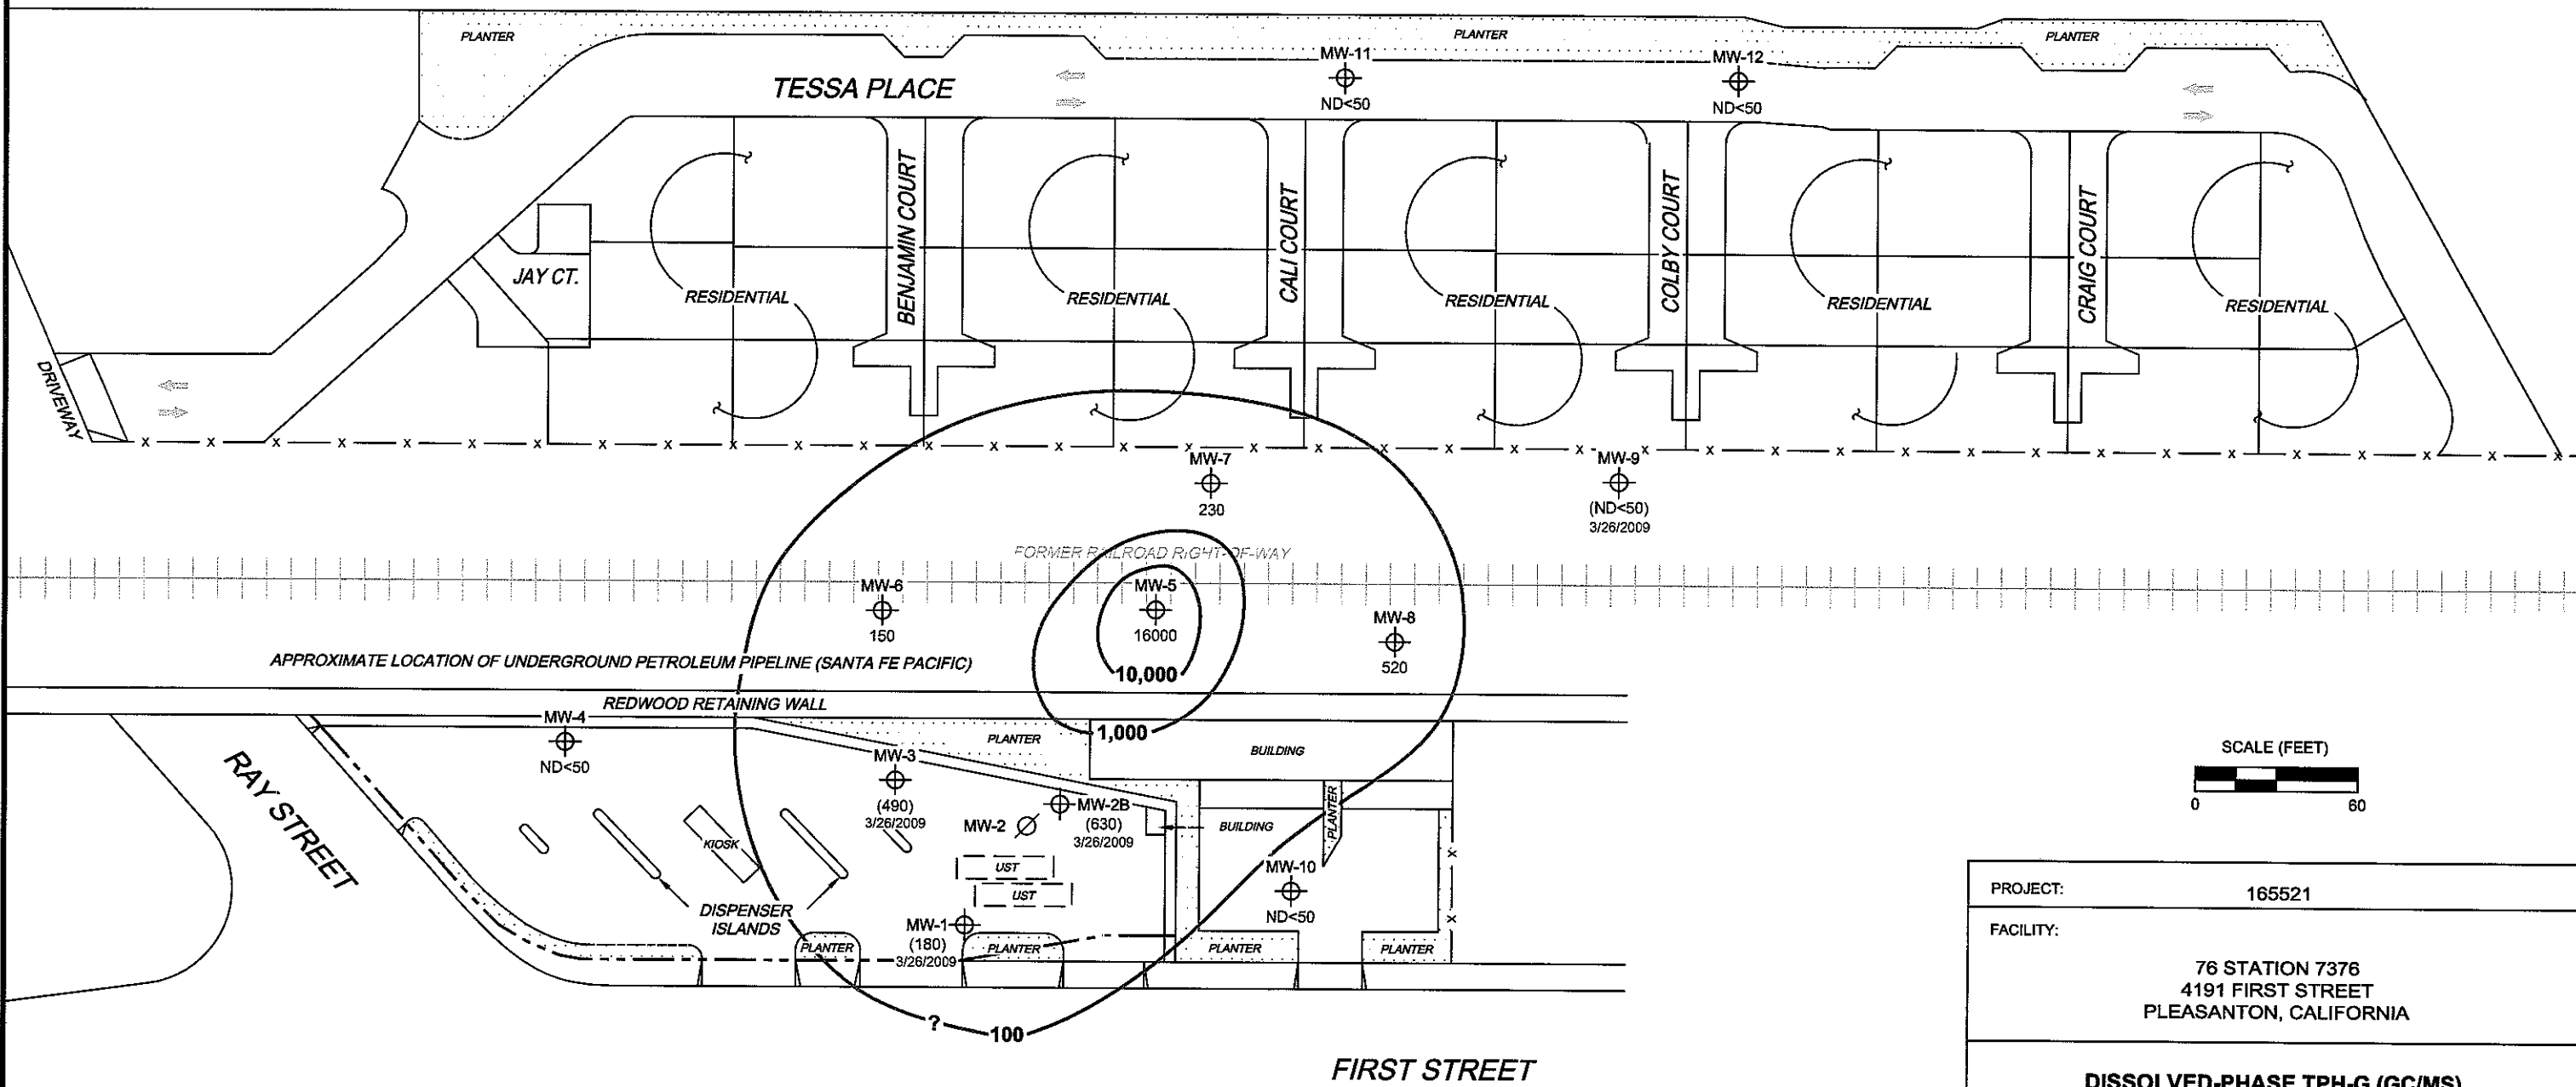 PLANTER
PLANTER
PLANTER
MW-11
ND<50
MW-12
ND<50
TESSA PLACE
BENJAMIN COURT
CALI COURT
COLBY COURT
CRAIG COURT
JAY CT.
RESIDENTIAL
RESIDENTIAL
RESIDENTIAL
RESIDENTIAL
RESIDENTIAL
DRIVEWAY
MW-7
230
MW-9
(ND<50)
3/26/2009
FORMER RAILROAD RIGHT-OF-WAY
MW-6
150
MW-5
16000
10,000
MW-8
520
APPROXIMATE LOCATION OF UNDERGROUND PETROLEUM PIPELINE (SANTA FE PACIFIC)
REDWOOD RETAINING WALL
MW-4
ND<50
1,000
PLANTER
BUILDING
MW-3
(490)
3/26/2009
MW-2B
(630)
3/26/2009
MW-2
BUILDING
PLANTER
RAY STREET
KIOSK
UST
UST
MW-10
ND<50
DISPENSER
ISLANDS
MW-1
(180)
3/26/2009
PLANTER
PLANTER
PLANTER
PLANTER
?
100
FIRST STREET
SCALE (FEET)
0 60
PROJECT: 165521
FACILITY:
76 STATION 7376
4191 FIRST STREET
PLEASANTON, CALIFORNIA
DISSOLVED-PHASE TPH-G (GC/MS)